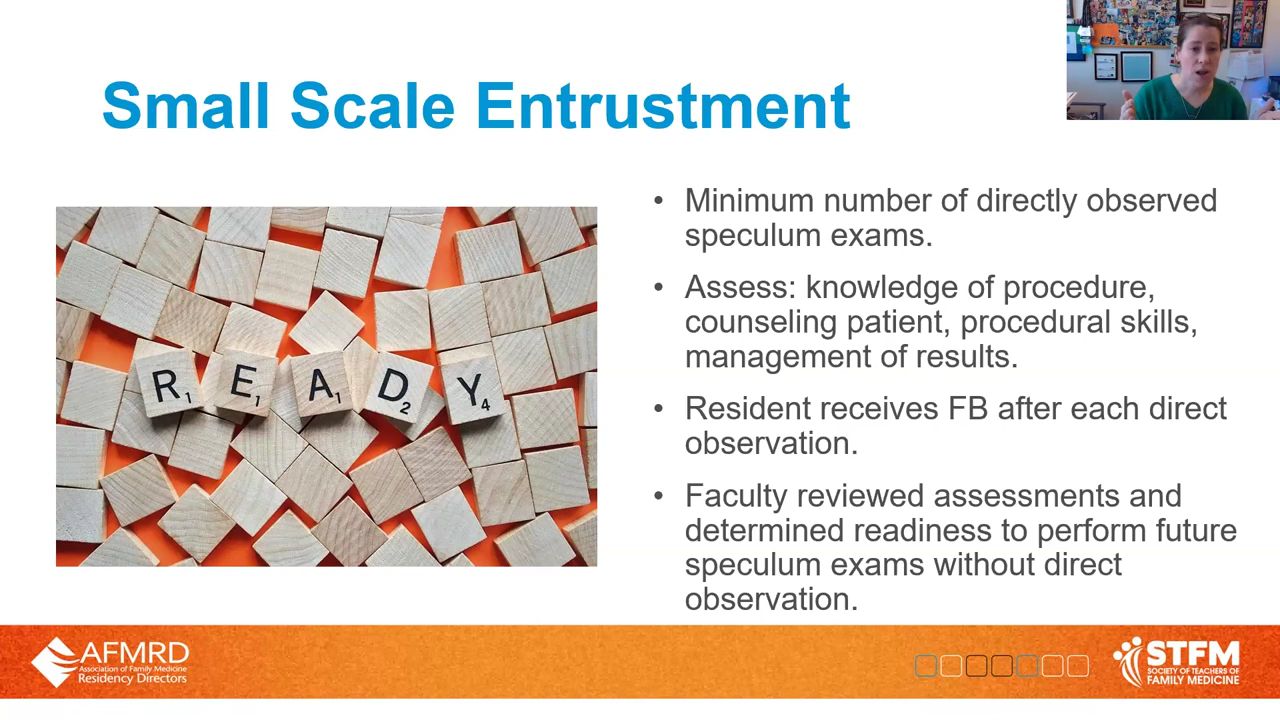 Small Scale Entrustment
R1 E1 A1 D2 Y4
• Minimum number of directly observed
speculum exams.
• Assess: knowledge of procedure,
counseling patient, procedural skills,
management of results.
• Resident receives FB after each direct
observation.
• Faculty reviewed assessments and
determined readiness to perform future
speculum exams without direct
observation.
AFMRD
Association of Family Medicine
Residency Directors
STFM
SOCIETY OF TEACHERS OF
FAMILY MEDICINE